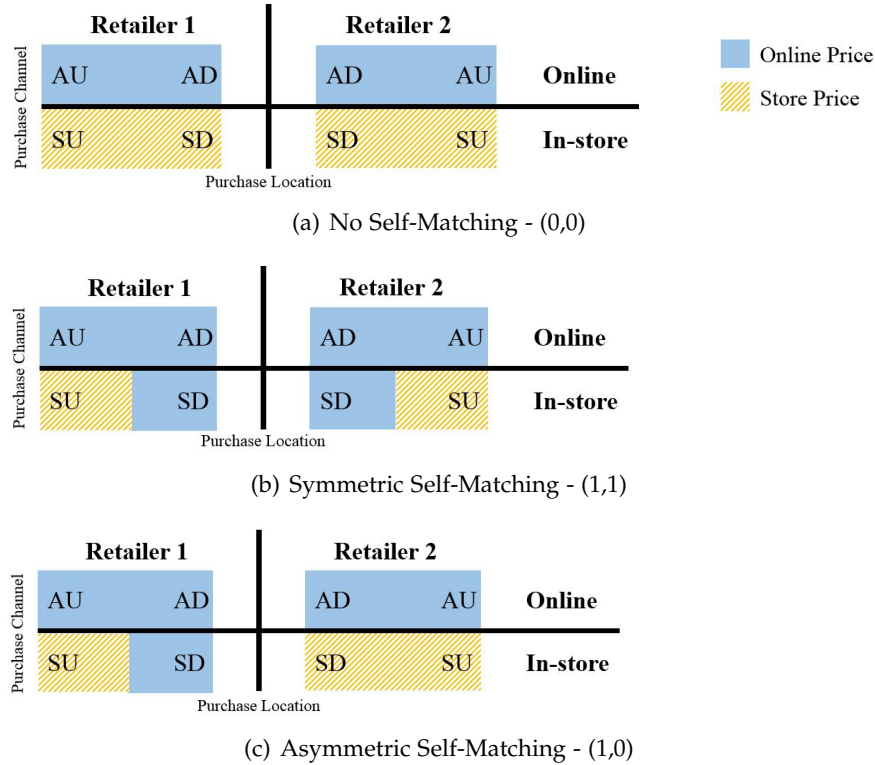 Retailer 1 Retailer 2
Online Price
Store Price
Purchase Channel
AU AD AD AU Online
SU SD SD SU In-store
Purchase Location
(a) No Self-Matching - (0,0)
Retailer 1 Retailer 2
Purchase Channel
AU AD AD AU Online
SU SD SD SU In-store
Purchase Location
(b) Symmetric Self-Matching - (1,1)
Retailer 1 Retailer 2
Purchase Channel
AU AD AD AU Online
SU SD SD SU In-store
Purchase Location
(c) Asymmetric Self-Matching - (1,0)